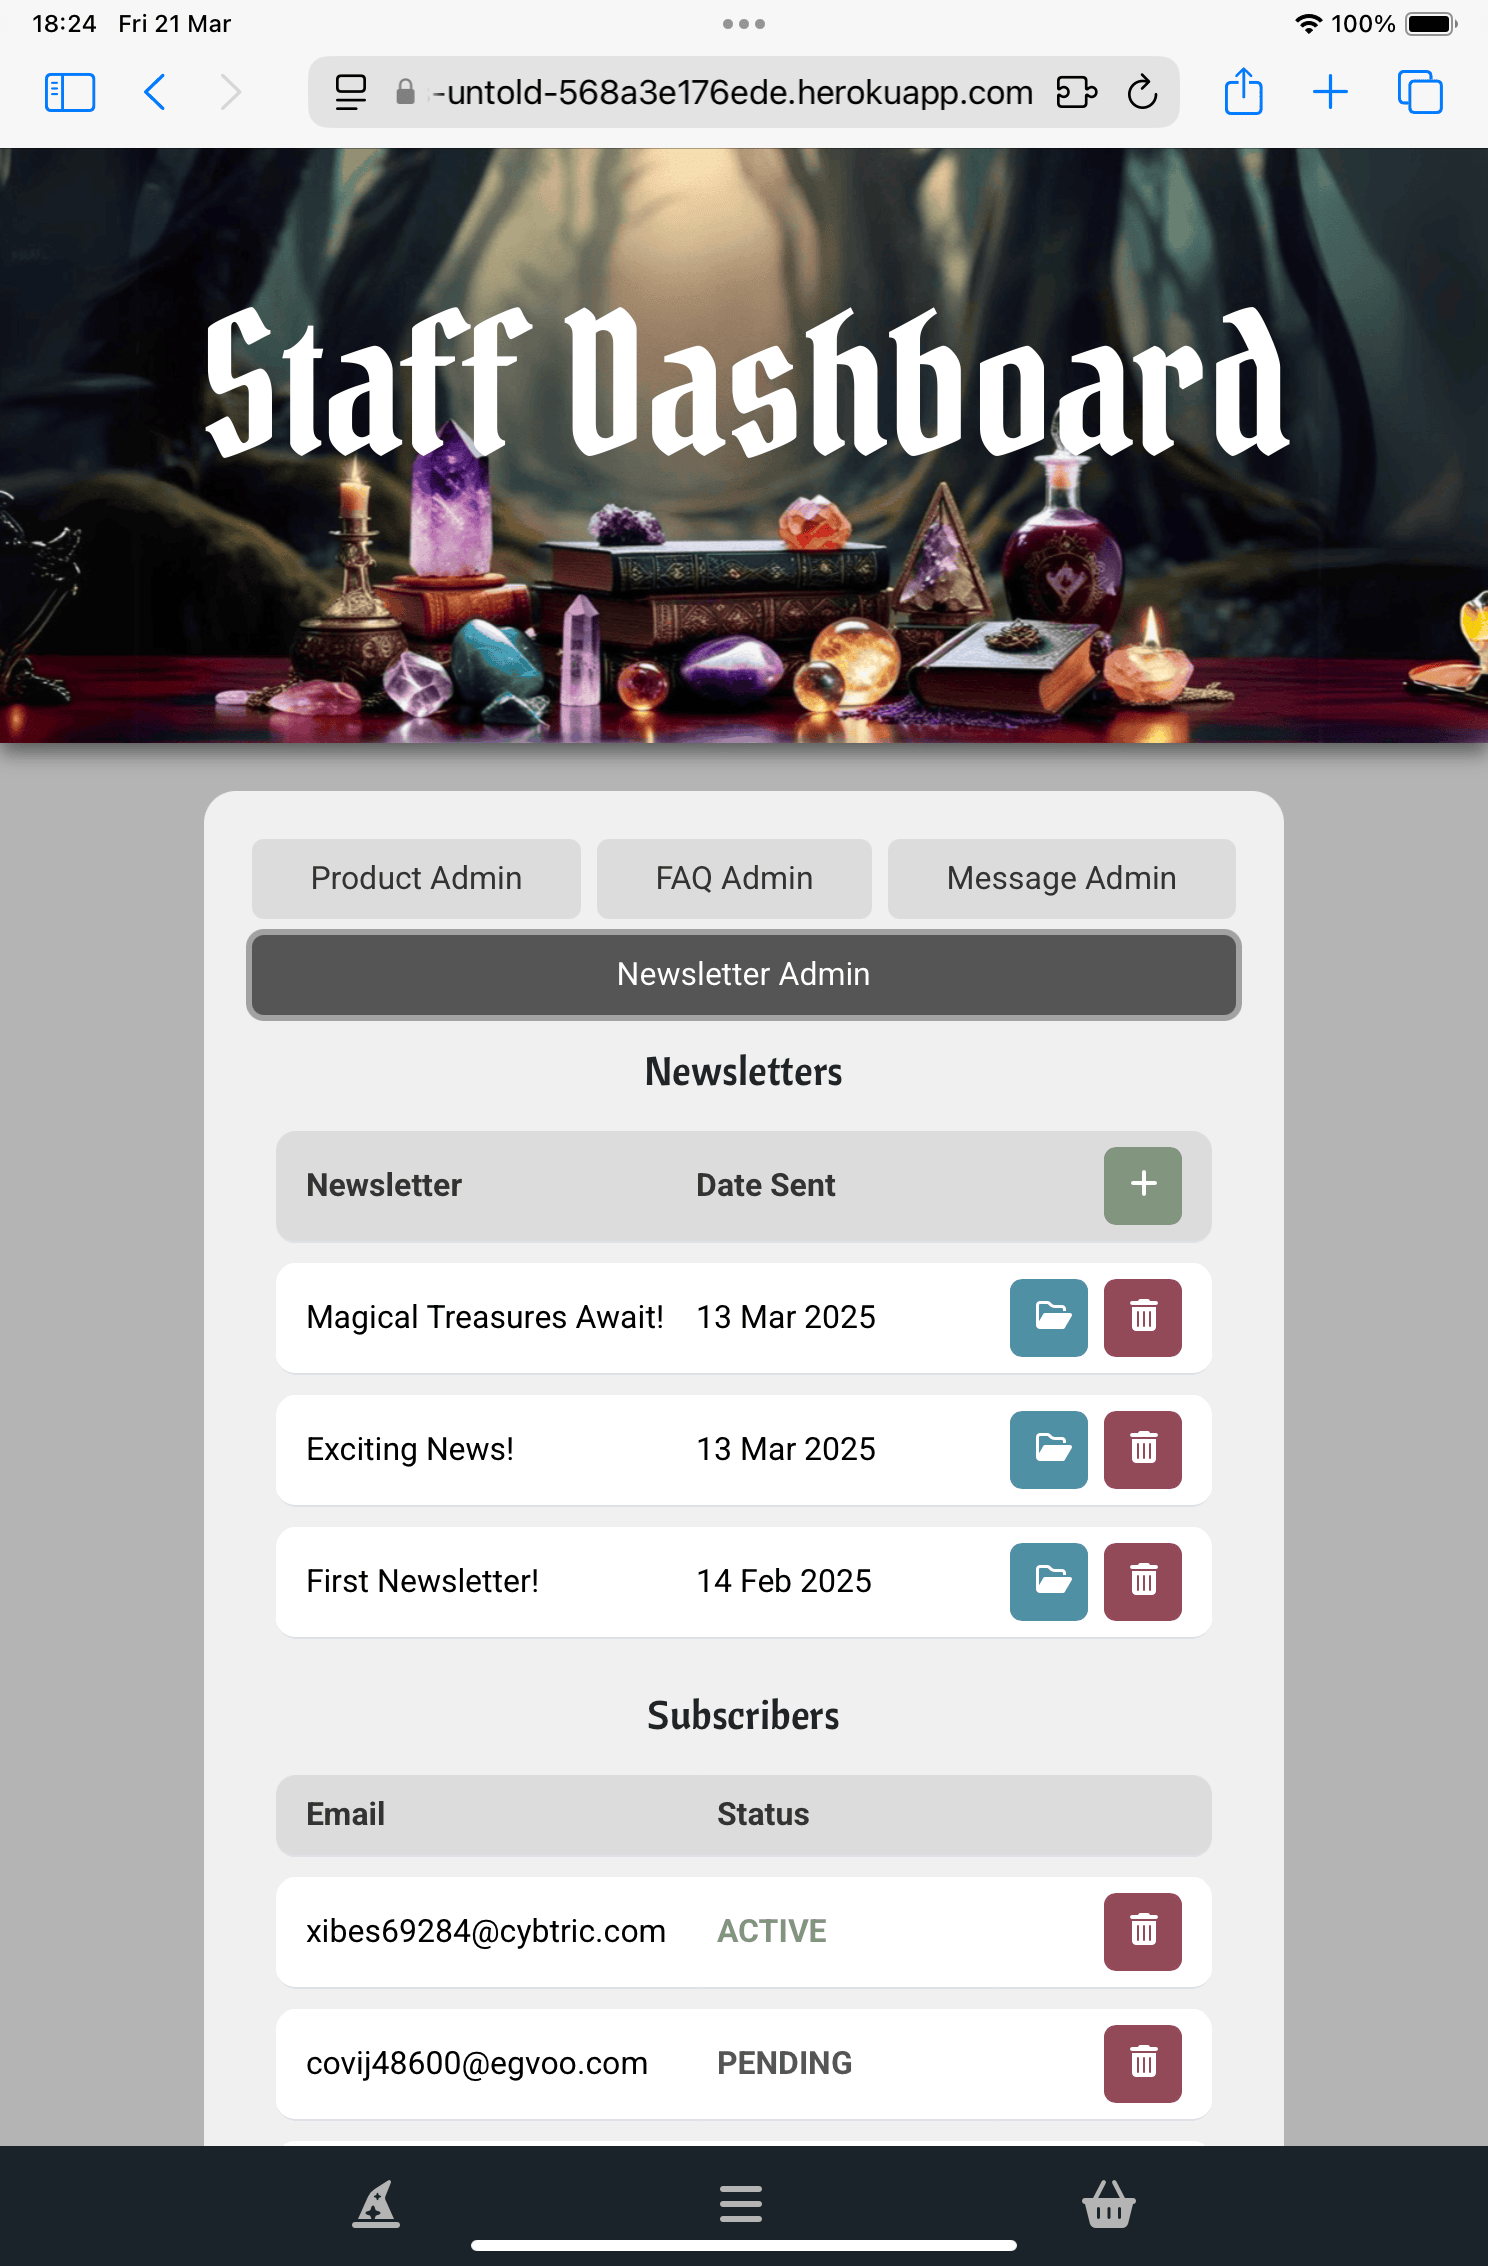 18:24 Fri 21 Mar
100%
-untold-568a3e176ede.herokuapp.com
Staff Dashboard
Product Admin
FAQ Admin
Message Admin
Newsletter Admin
Newsletters
Newsletter Date Sent
Magical Treasures Await! 13 Mar 2025
Exciting News! 13 Mar 2025
First Newsletter! 14 Feb 2025
Subscribers
Email Status
xibes69284@cybtric.com ACTIVE
covij48600@egvoo.com PENDING